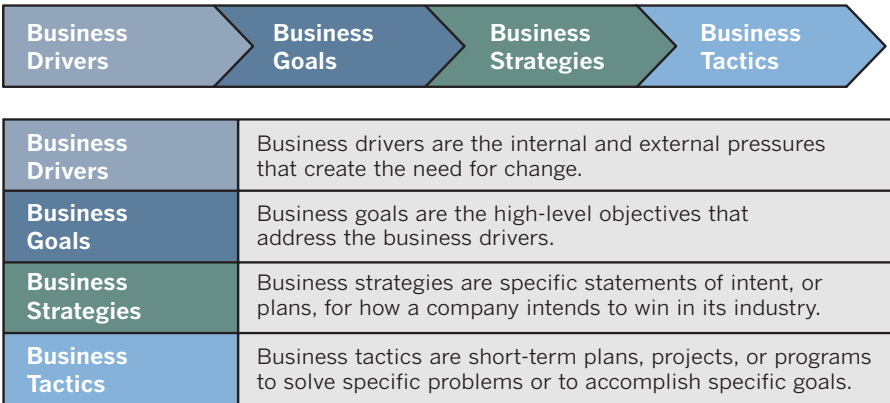 Business
Drivers
Business
Goals
Business
Strategies
Business
Tactics
Business
Drivers
Business drivers are the internal and external pressures
that create the need for change.
Business
Goals
Business goals are the high-level objectives that
address the business drivers.
Business
Strategies
Business strategies are specific statements of intent, or
plans, for how a company intends to win in its industry.
Business
Tactics
Business tactics are short-term plans, projects, or programs
to solve specific problems or to accomplish specific goals.